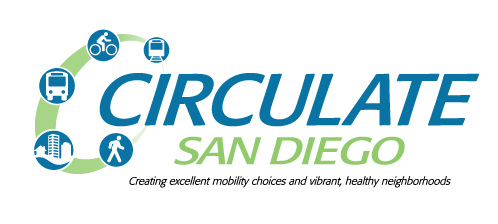 CIRCULATE
SAN DIEGO
Creating excellent mobility choices and vibrant, healthy neighborhoods